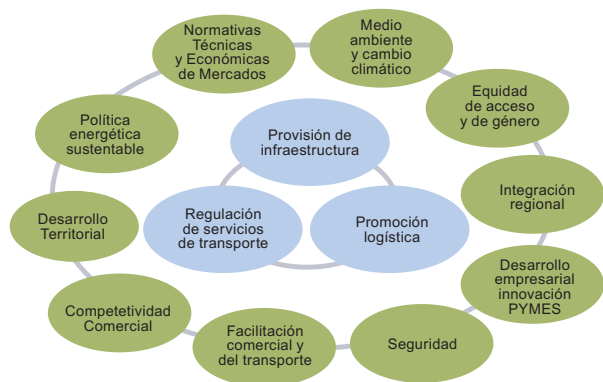 Normativas
Técnicas
y Económicas
de Mercados
Medio
ambiente
y cambio
climático
Equidad
de acceso
y de género
Integración
regional
Desarrollo
empresarial
innovación
PYMES
Seguridad
Facilitación
comercial y
del transporte
Competetividad
Comercial
Desarrollo
Territorial
Política
energética
sustentable
Provisión de
infraestructura
Promoción
logística
Regulación
de servicios
de transporte